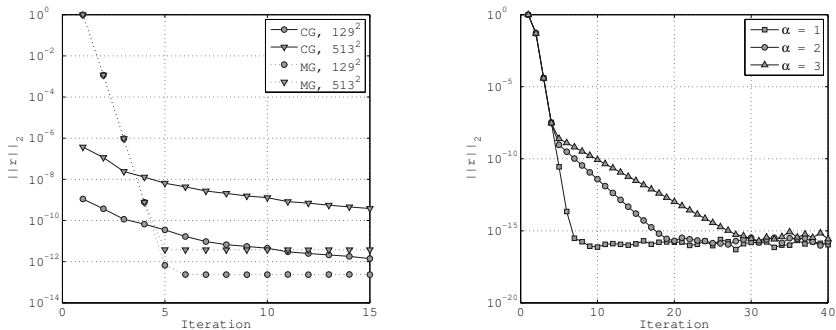 10^0
10^-2
10^-4
10^-6
10^-8
10^-10
10^-12
10^-14
||r||_2
0 5 10 15
Iteration
CG, 129^2
CG, 513^2
MG, 129^2
MG, 513^2
10^0
10^-5
10^-10
10^-15
10^-20
||r||_2
0 10 20 30 40
Iteration
α = 1
α = 2
α = 3